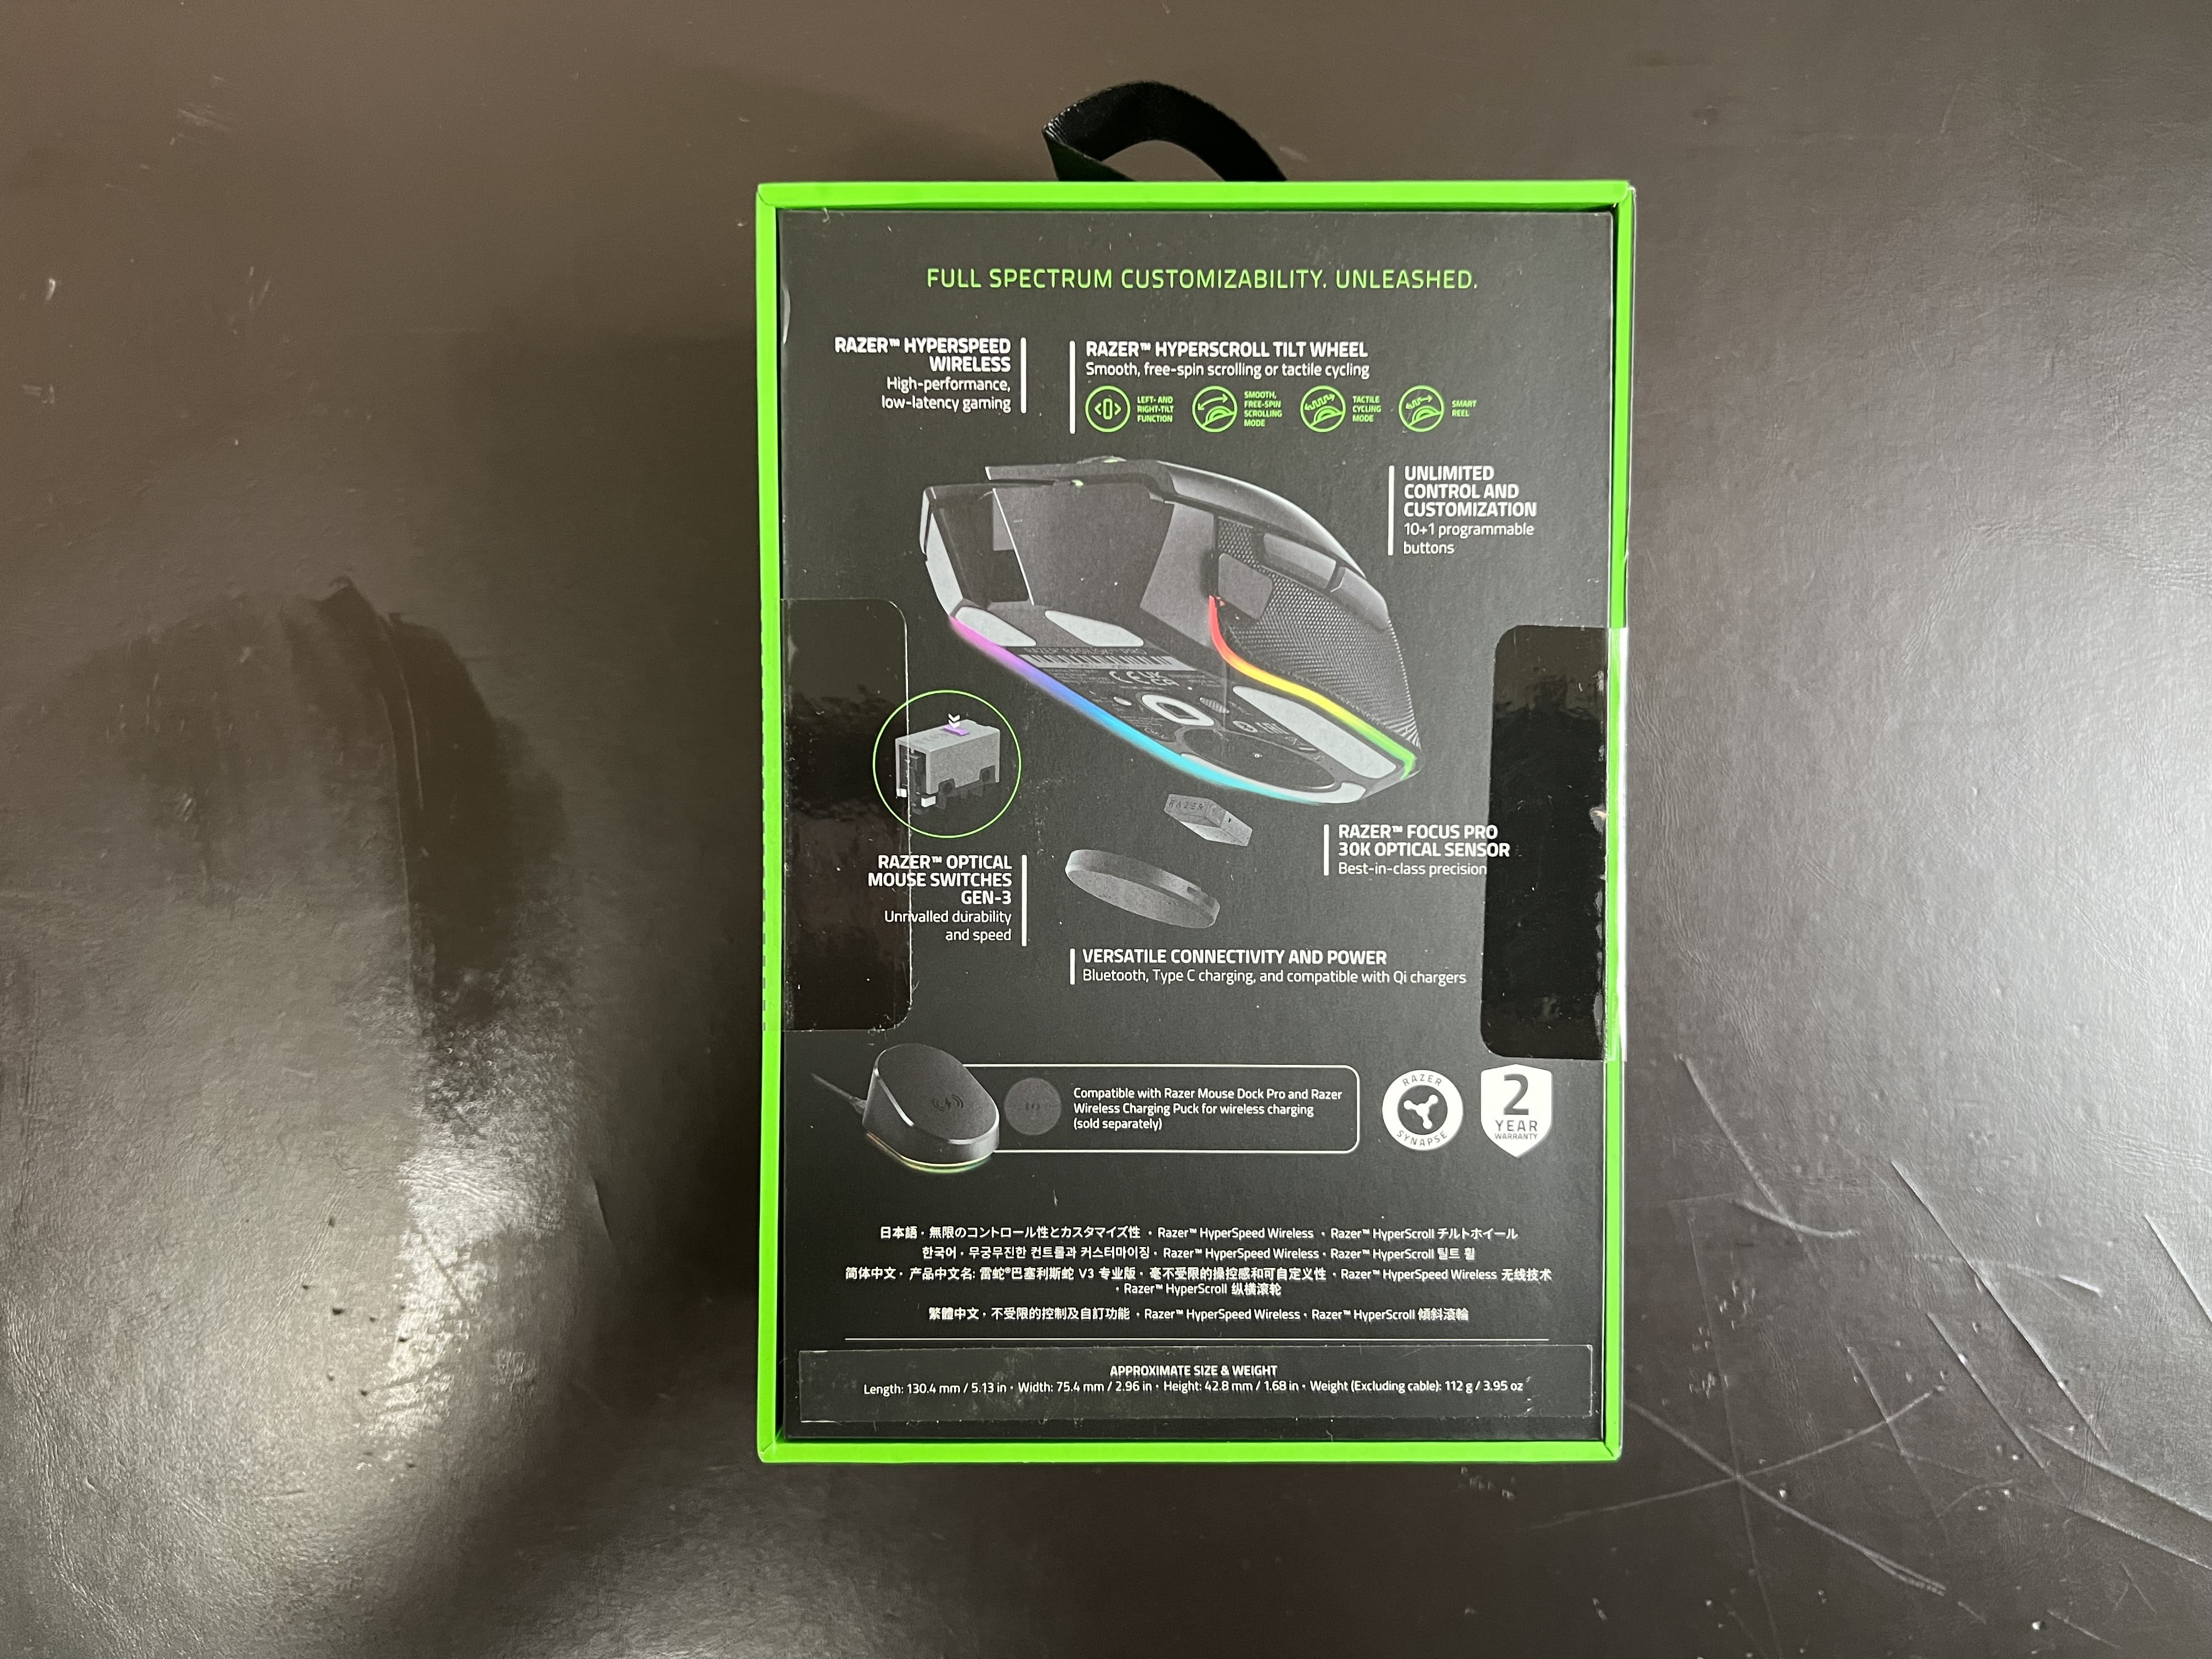 FULL SPECTRUM CUSTOMIZABILITY. UNLEASHED.
RAZER™ HYPERSPEED
WIRELESS
High-performance,
low-latency gaming
RAZER™ HYPERSCROLL TILT WHEEL
Smooth, free-spin scrolling or tactile cycling
LEFT- AND
RIGHT-TILT
FUNCTION
SMOOTH,
FREE-SPIN
SCROLLING
MODE
TACTILE
CYCLING
MODE
SMART
REEL
UNLIMITED
CONTROL AND
CUSTOMIZATION
10+1 programmable
buttons
RAZER
RAZER™ FOCUS PRO
30K OPTICAL SENSOR
Best-in-class precision
RAZER™ OPTICAL
MOUSE SWITCHES
GEN-3
Unrivalled durability
and speed
VERSATILE CONNECTIVITY AND POWER
Bluetooth, Type C charging, and compatible with Qi chargers
Compatible with Razer Mouse Dock Pro and Razer
Wireless Charging Puck for wireless charging
(sold separately)
RAZER
SYNAPSE
2
YEAR
WARRANTY
日本語・無限のコントロール性とカスタマイズ性 ・ Razer™ HyperSpeed Wireless ・ Razer™ HyperScroll チルトホイール
한국어・무궁무진한 컨트롤과 커스터마이징・Razer™ HyperSpeed Wireless・Razer™ HyperScroll 틸트 휠
简体中文・产品中文名: 雷蛇®巴塞利斯蛇 V3 专业版・毫不受限的操控感和可自定义性・Razer™ HyperSpeed Wireless 无线技术
・Razer™ HyperScroll 纵横滚轮
繁體中文・不受限的控制及自訂功能・Razer™ HyperSpeed Wireless・Razer™ HyperScroll 傾斜滾輪
APPROXIMATE SIZE & WEIGHT
Length: 130.4 mm / 5.13 in・Width: 75.4 mm / 2.96 in・Height: 42.8 mm / 1.68 in・Weight (Excluding cable): 112 g / 3.95 oz